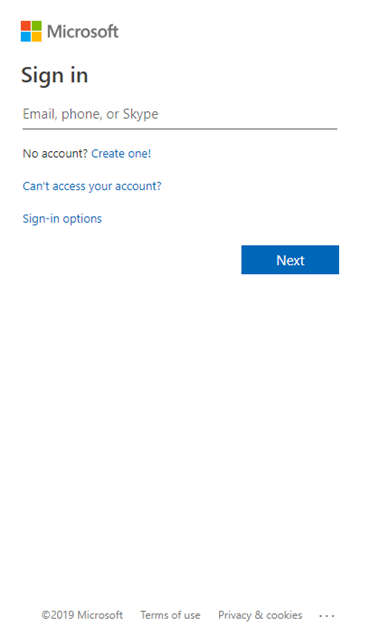 Microsoft
Sign in
Email, phone, or Skype
No account? Create one!
Can't access your account?
Sign-in options
Next
©2019 Microsoft Terms of use Privacy & cookies ...